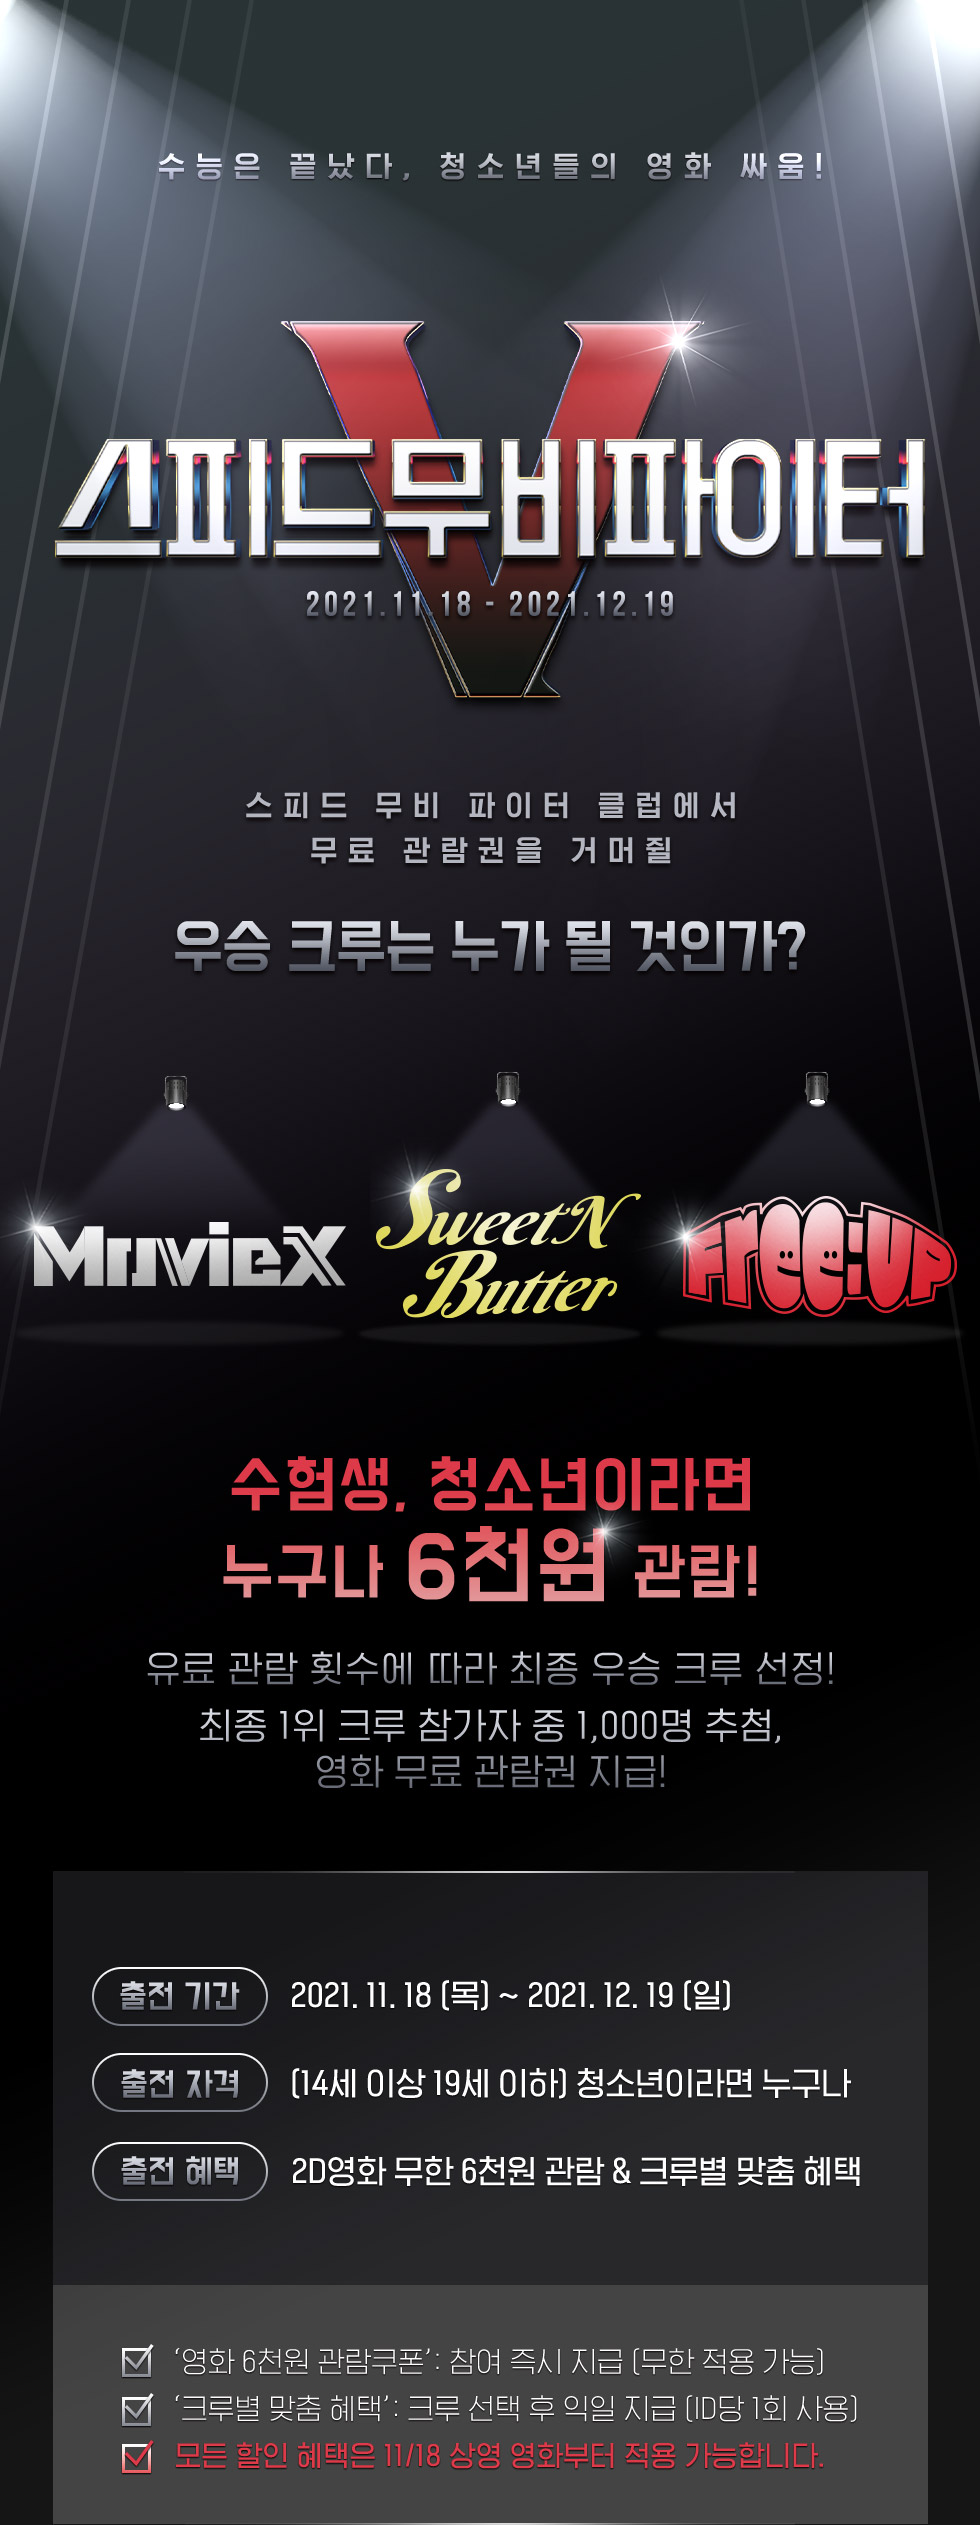 수능은 끝났다, 청소년들의 영화 싸움!
V
스피드무비파이터
2021.11.18 - 2021.12.19
스피드 무비 파이터 클럽에서
무료 관람권을 거머쥘
우승 크루는 누가 될 것인가?
MovieX
Sweet N
Butter
Free:UP
수험생, 청소년이라면
누구나 6천원 관람!
유료 관람 횟수에 따라 최종 우승 크루 선정!
최종 1위 크루 참가자 중 1,000명 추첨,
영화 무료 관람권 지급!
출전 기간 2021. 11. 18 (목) ~ 2021. 12. 19 (일)
출전 자격 (14세 이상 19세 이하) 청소년이라면 누구나
출전 혜택 2D영화 무한 6천원 관람 & 크루별 맞춤 혜택
‘영화 6천원 관람쿠폰’ : 참여 즉시 지급 (무한 적용 가능)
‘크루별 맞춤 혜택’ : 크루 선택 후 익일 지급 (ID당 1회 사용)
모든 할인 혜택은 11/18 상영 영화부터 적용 가능합니다.